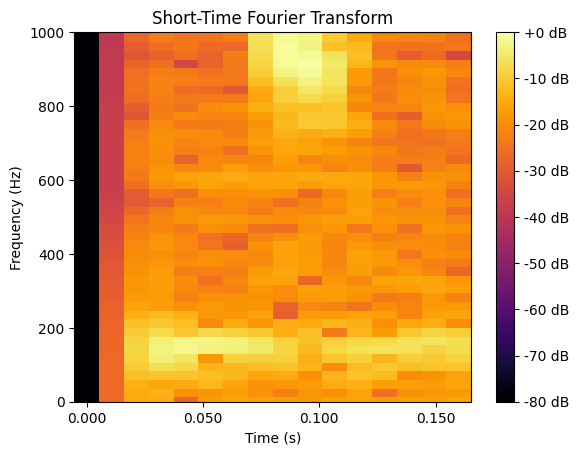 Short-Time Fourier Transform
Frequency (Hz)
1000
800
600
400
200
0
0.000
0.050
0.100
0.150
Time (s)
+0 dB
-10 dB
-20 dB
-30 dB
-40 dB
-50 dB
-60 dB
-70 dB
-80 dB